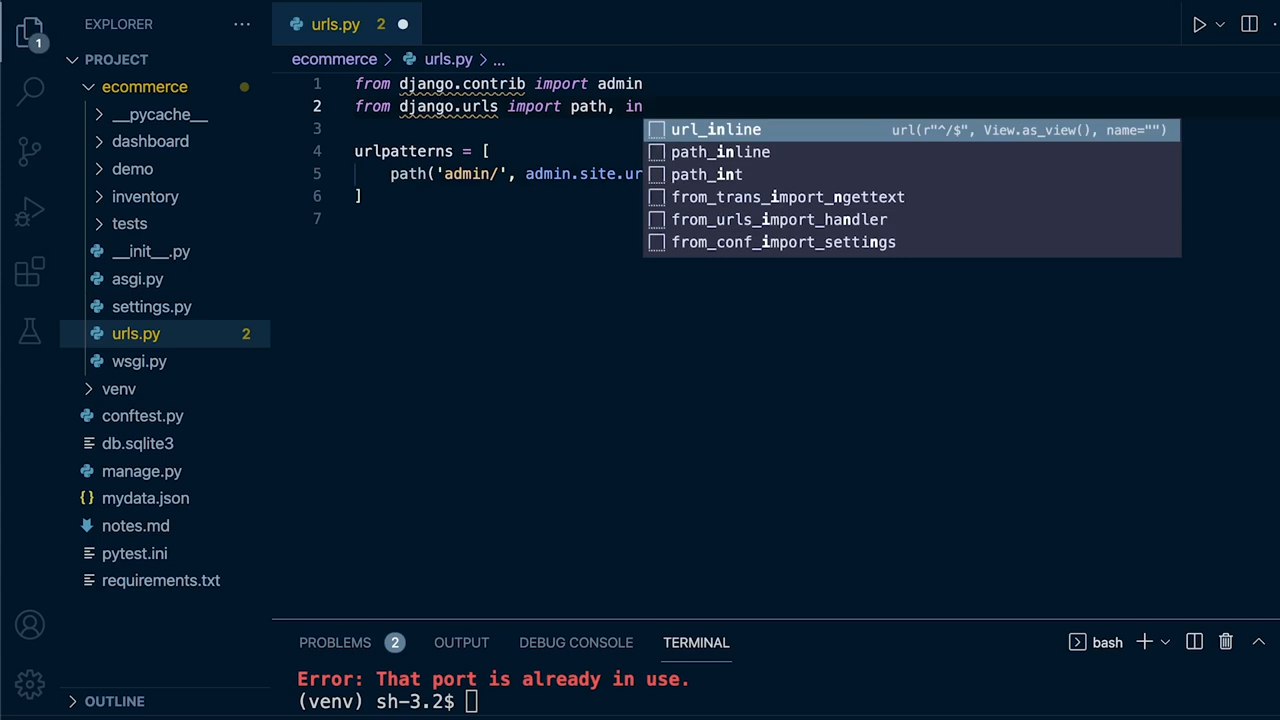 EXPLORER
PROJECT
ecommerce
__pycache__
dashboard
demo
inventory
tests
__init__.py
asgi.py
settings.py
urls.py 2
wsgi.py
venv
conftest.py
db.sqlite3
manage.py
mydata.json
notes.md
pytest.ini
requirements.txt
OUTLINE
1
urls.py 2
ecommerce > urls.py > ...
1 from django.contrib import admin
2 from django.urls import path, in
3
4 urlpatterns = [
5 path('admin/', admin.site.ur
6 ]
7
url_inline url(r"^/$", View.as_view(), name="")
path_inline
path_int
from_trans_import_ngettext
from_urls_import_handler
from_conf_import_settings
PROBLEMS 2 OUTPUT DEBUG CONSOLE TERMINAL bash
Error: That port is already in use.
(venv) sh-3.2$